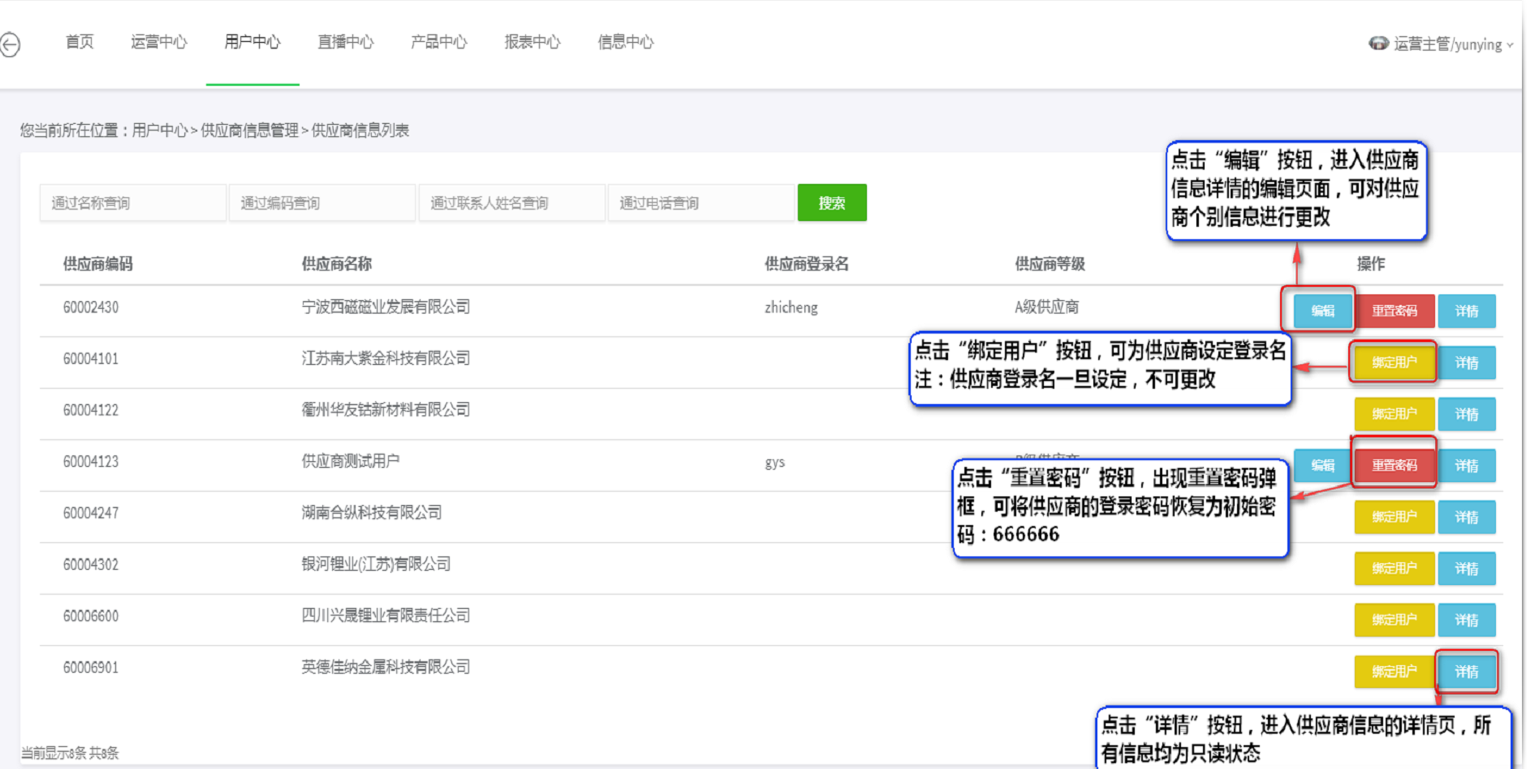 首页 运营中心 用户中心 直播中心 产品中心 报表中心 信息中心 运营主管/yunying
您当前所在位置：用户中心>供应商信息管理>供应商信息列表
点击“编辑”按钮，进入供应商
信息详情的编辑页面，可对供应
商个别信息进行更改
通过名称查询 通过编码查询 通过联系人姓名查询 通过电话查询 搜索
供应商编码 供应商名称 供应商登录名 供应商等级 操作
60002430 宁波西磁磁业发展有限公司 zhicheng A级供应商 编辑 重置密码 详情
点击“绑定用户”按钮，可为供应商设定登录名
注：供应商登录名一旦设定，不可更改
60004101 江苏南大紫金科技有限公司 绑定用户 详情
60004122 衢州华友钴新材料有限公司 绑定用户 详情
60004123 供应商测试用户 gys 编辑 重置密码 详情
点击“重置密码”按钮，出现重置密码弹
框，可将供应商的登录密码恢复为初始密
码：666666
60004247 湖南合纵科技有限公司 绑定用户 详情
60004302 银河锂业(江苏)有限公司 绑定用户 详情
60006600 四川兴晟锂业有限责任公司 绑定用户 详情
60006901 英德佳纳金属科技有限公司 绑定用户 详情
点击“详情”按钮，进入供应商信息的详情页，所
有信息均为只读状态
当前显示8条 共8条